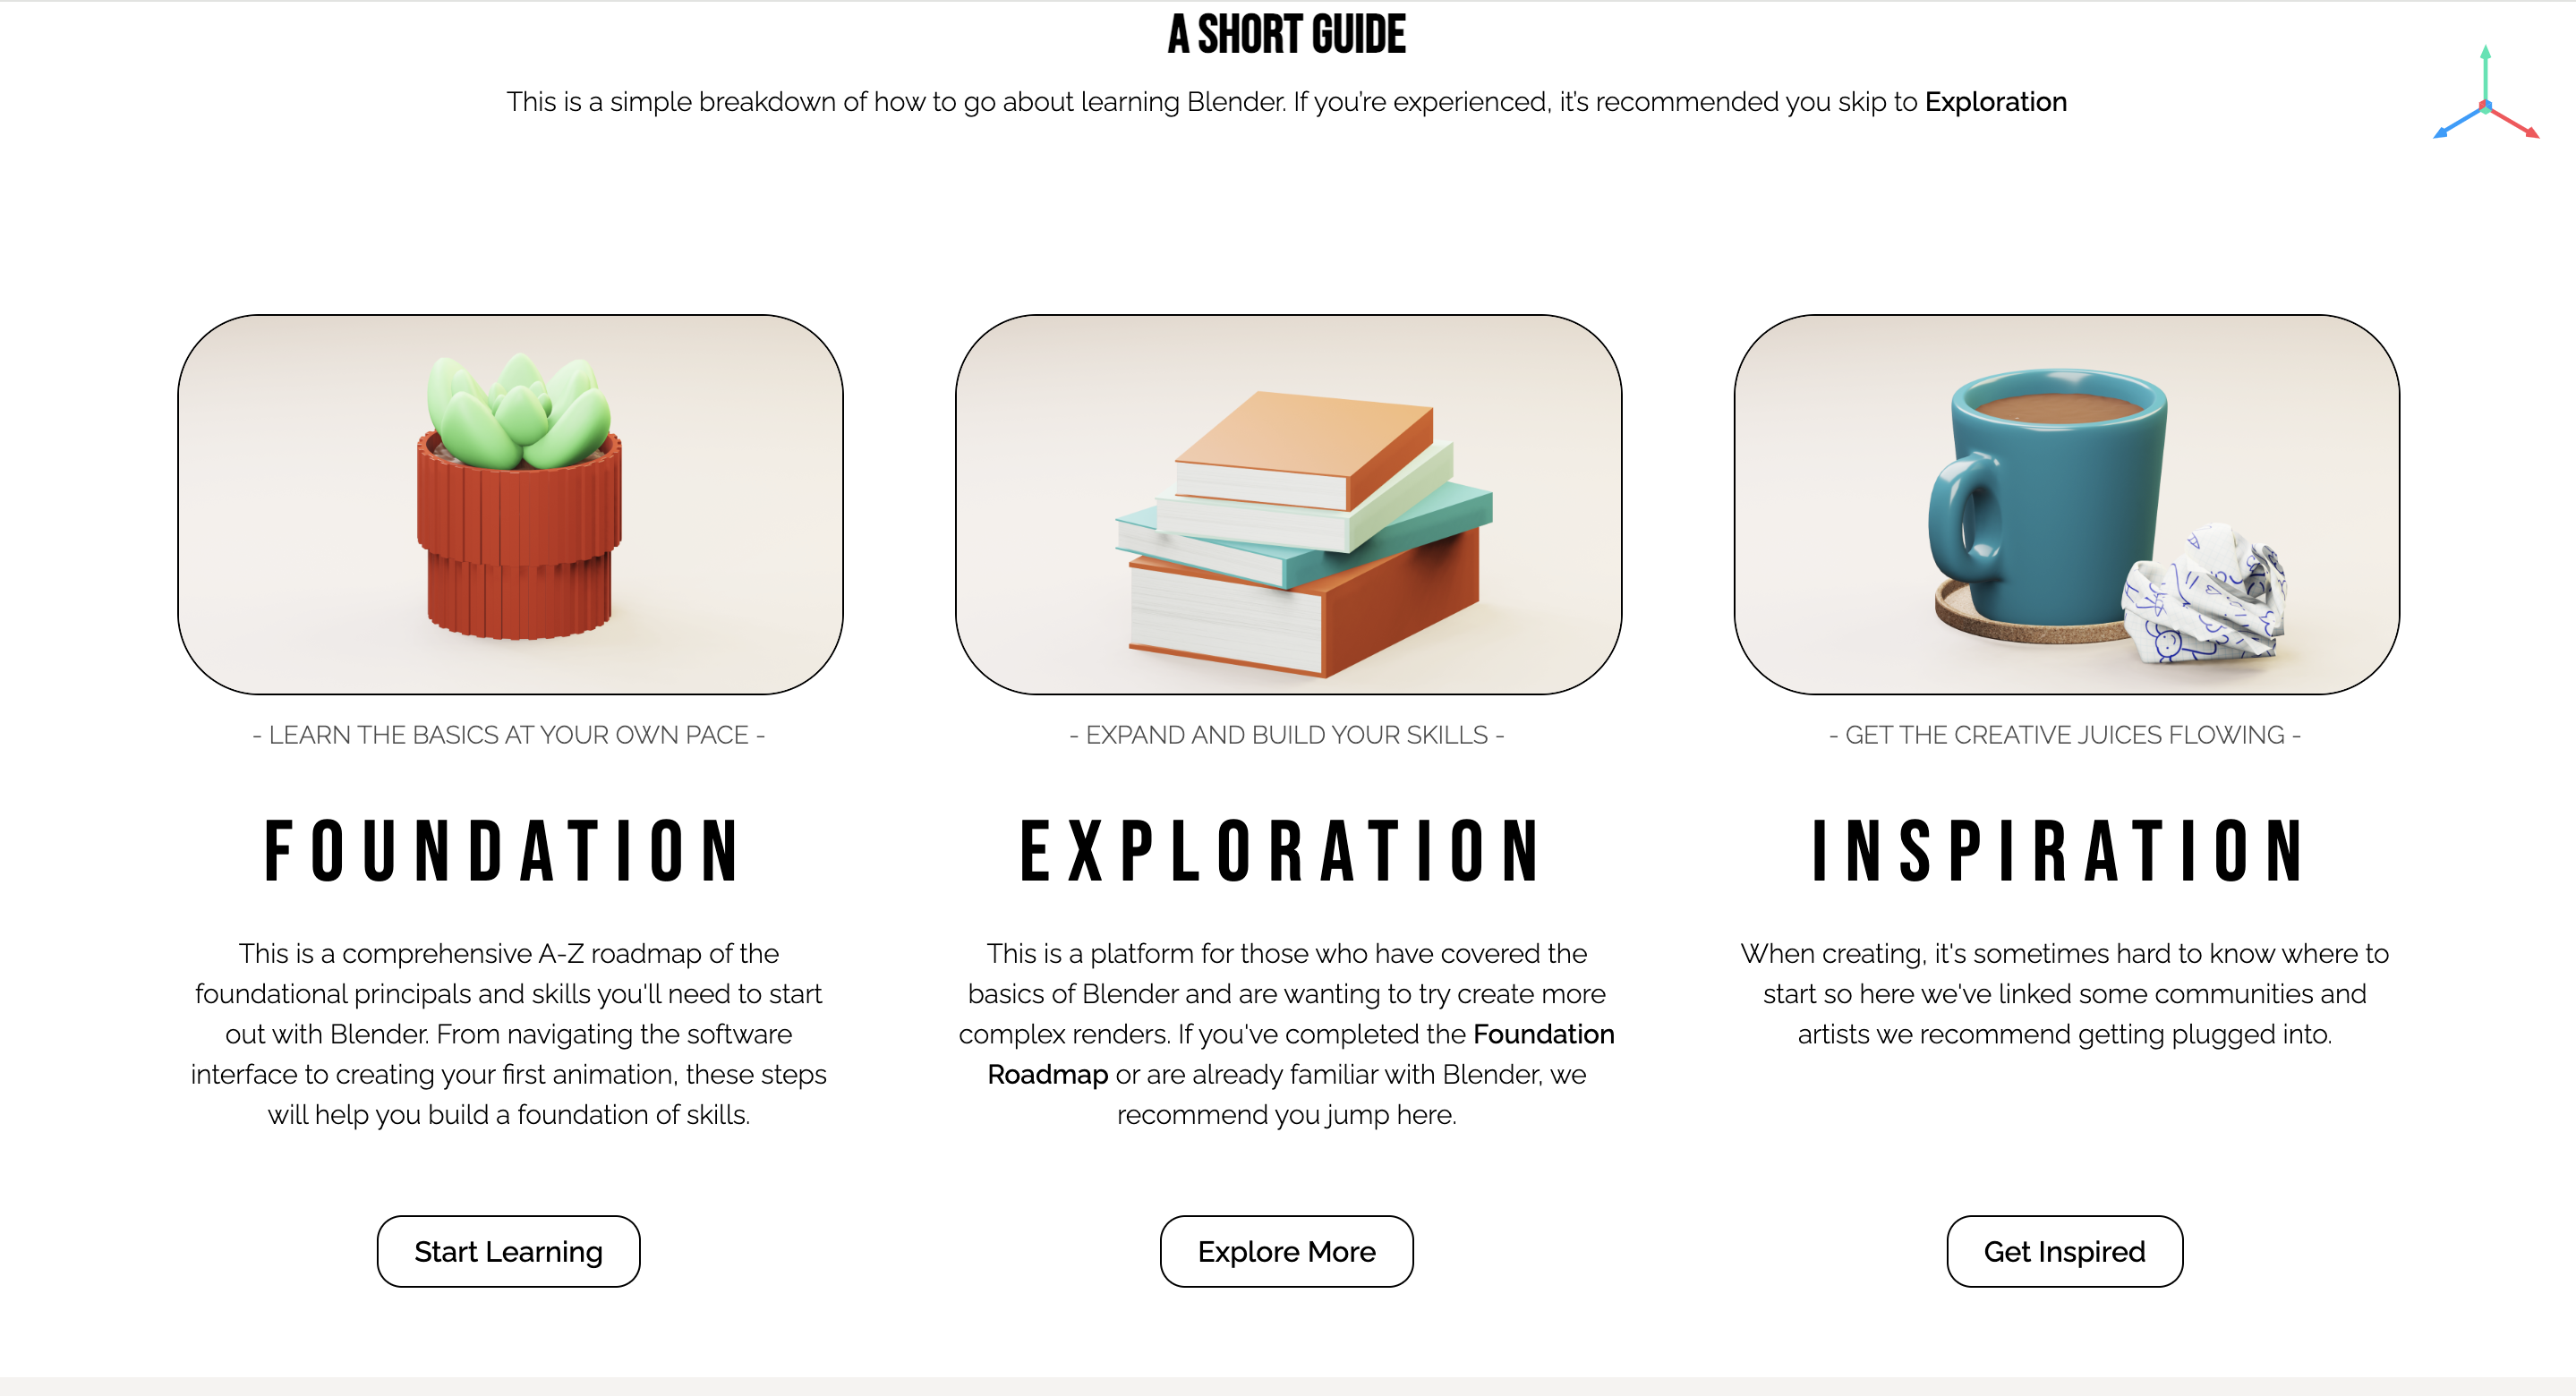 A SHORT GUIDE
This is a simple breakdown of how to go about learning Blender. If you're experienced, it's recommended you skip to Exploration
- LEARN THE BASICS AT YOUR OWN PACE -
FOUNDATION
This is a comprehensive A-Z roadmap of the
foundational principals and skills you'll need to start
out with Blender. From navigating the software
interface to creating your first animation, these steps
will help you build a foundation of skills.
Start Learning
- EXPAND AND BUILD YOUR SKILLS -
EXPLORATION
This is a platform for those who have covered the
basics of Blender and are wanting to try create more
complex renders. If you've completed the Foundation
Roadmap or are already familiar with Blender, we
recommend you jump here.
Explore More
- GET THE CREATIVE JUICES FLOWING -
INSPIRATION
When creating, it's sometimes hard to know where to
start so here we've linked some communities and
artists we recommend getting plugged into.
Get Inspired